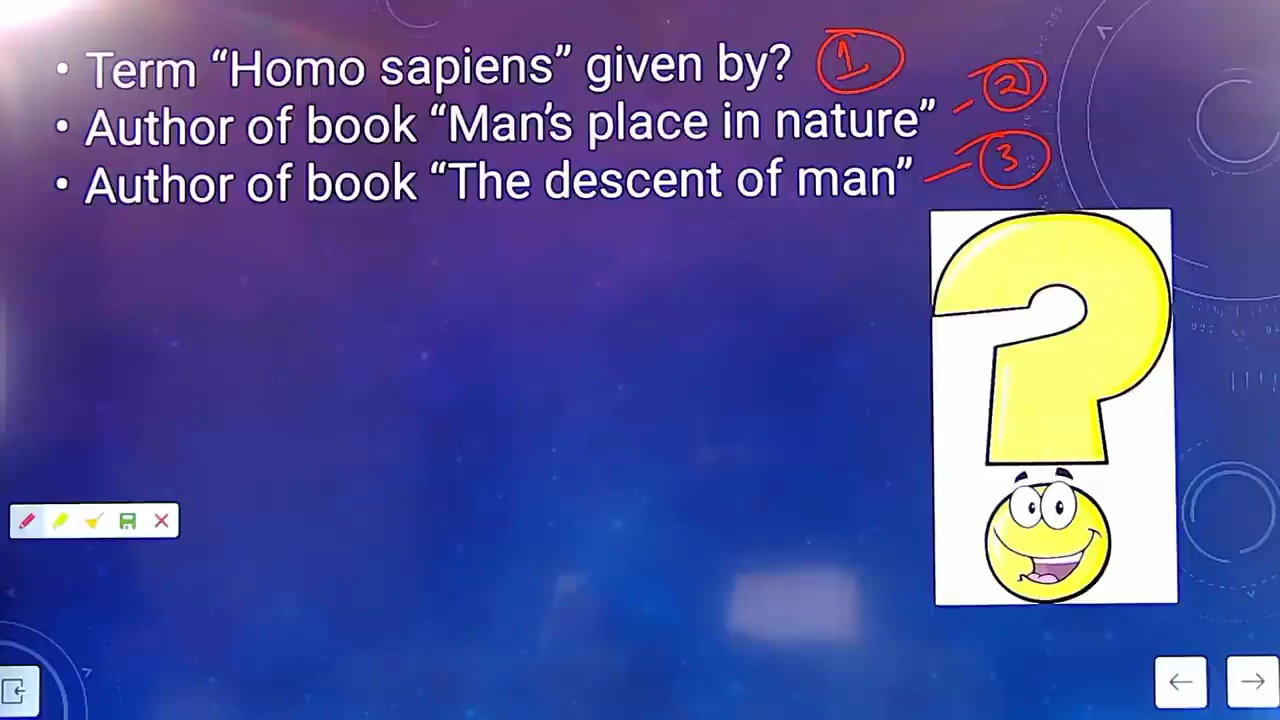 • Term “Homo sapiens” given by? 1
• Author of book “Man’s place in nature” - 2
• Author of book “The descent of man” - 3
?